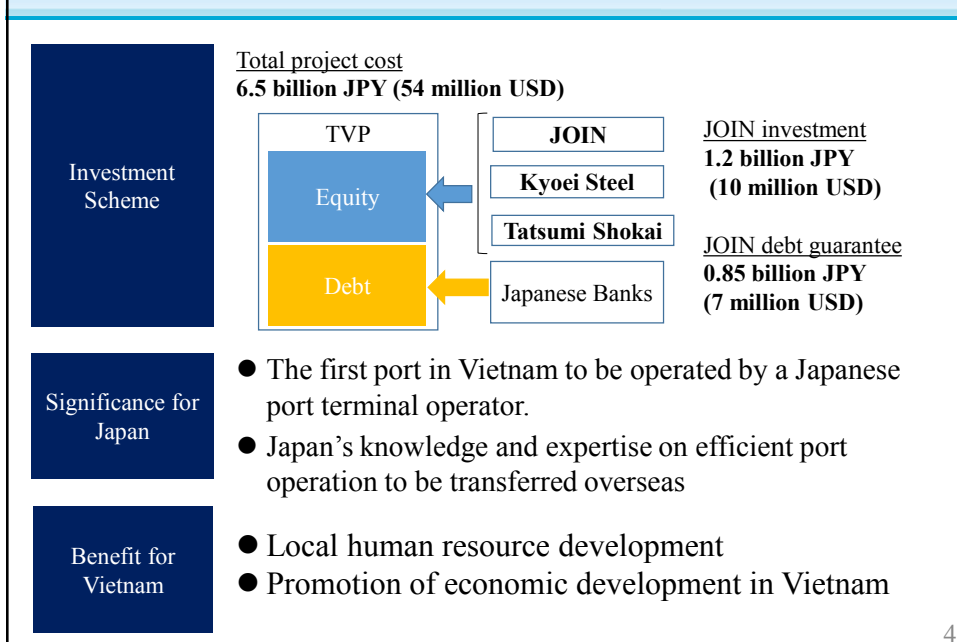 Investment
Scheme
Total project cost
6.5 billion JPY (54 million USD)
TVP
Equity
Debt
JOIN
Kyoei Steel
Tatsumi Shokai
Japanese Banks
JOIN investment
1.2 billion JPY
(10 million USD)
JOIN debt guarantee
0.85 billion JPY
(7 million USD)
Significance for
Japan
● The first port in Vietnam to be operated by a Japanese
port terminal operator.
● Japan's knowledge and expertise on efficient port
operation to be transferred overseas
Benefit for
Vietnam
● Local human resource development
● Promotion of economic development in Vietnam
4